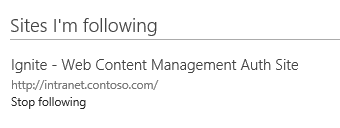 Sites I'm following
Ignite - Web Content Management Auth Site
http://intranet.contoso.com/
Stop following